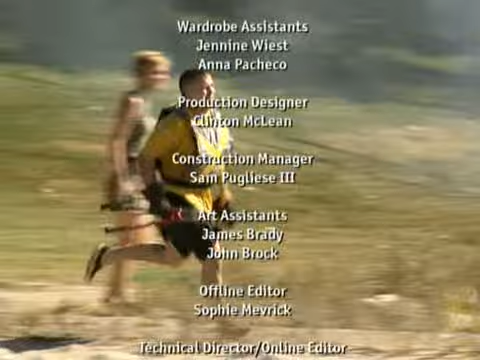 Wardrobe Assistants
Jennine Wiest
Anna Pacheco
Production Designer
Clinton McLean
Construction Manager
Sam Pugliese III
Art Assistants
James Brady
John Brock
Offline Editor
Sophie Mevrick
Technical Director/Online Editor